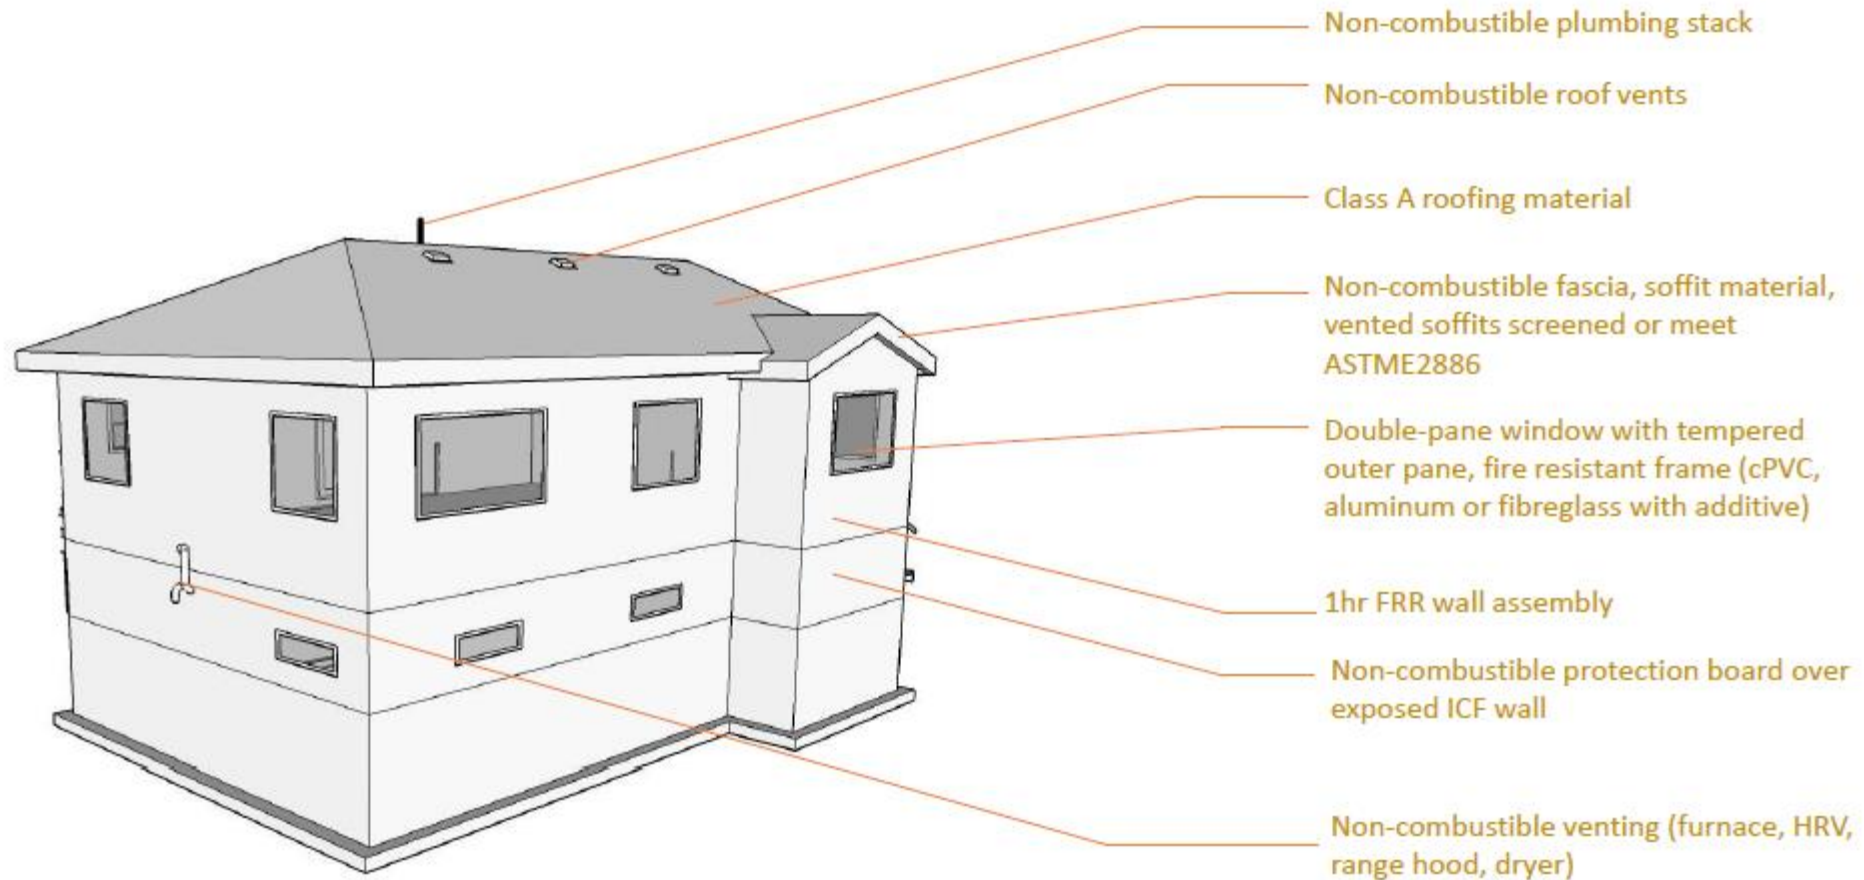 Non-combustible plumbing stack
Non-combustible roof vents
Class A roofing material
Non-combustible fascia, soffit material,
vented soffits screened or meet
ASTME2886
Double-pane window with tempered
outer pane, fire resistant frame (cPVC,
aluminum or fibreglass with additive)
1hr FRR wall assembly
Non-combustible protection board over
exposed ICF wall
Non-combustible venting (furnace, HRV,
range hood, dryer)